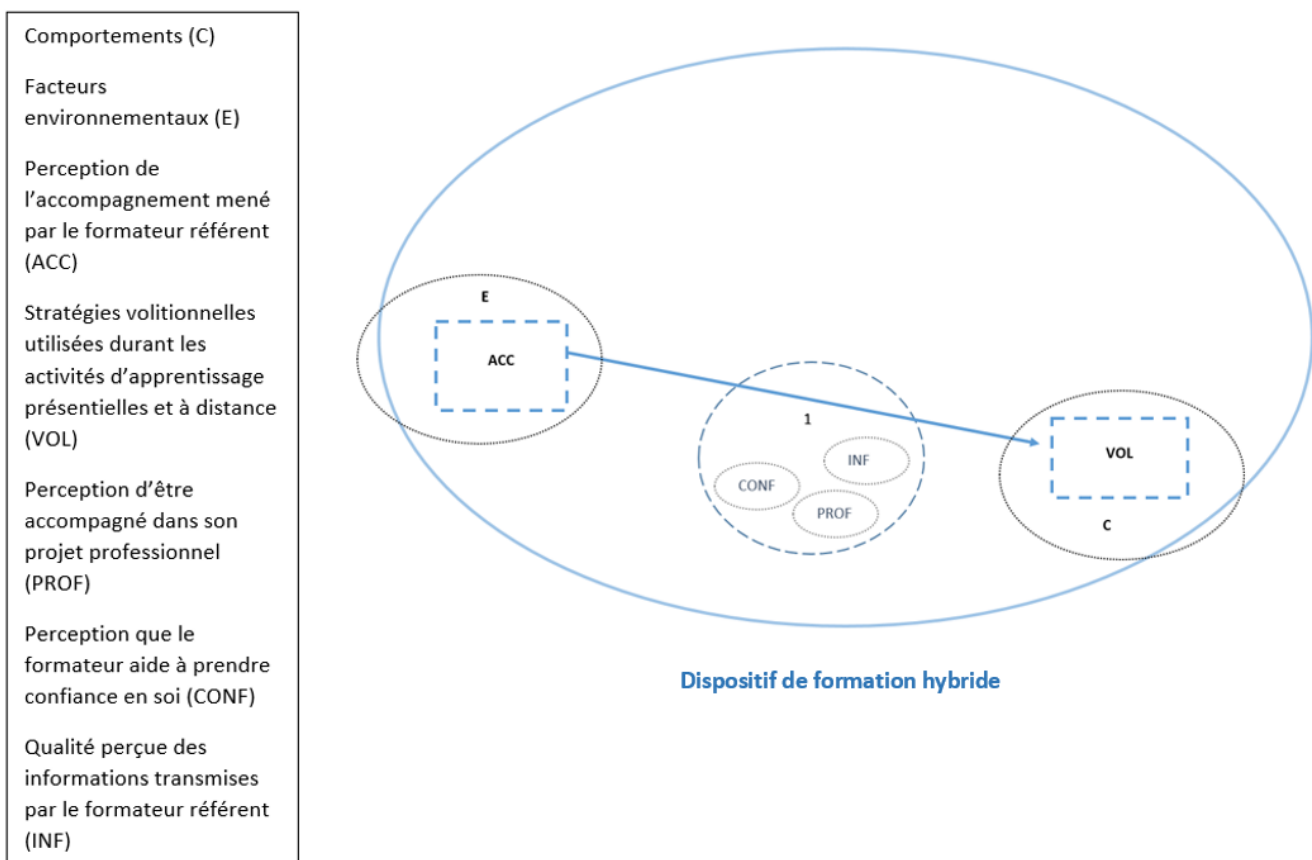 Comportements (C)
Facteurs
environnementaux (E)
Perception de
l’accompagnement mené
par le formateur référent
(ACC)
Stratégies volitionnelles
utilisées durant les
activités d’apprentissage
présentielles et à distance
(VOL)
Perception d’être
accompagné dans son
projet professionnel
(PROF)
Perception que le
formateur aide à prendre
confiance en soi (CONF)
Qualité perçue des
informations transmises
par le formateur référent
(INF)
E
ACC
1
INF
CONF
PROF
VOL
C
Dispositif de formation hybride